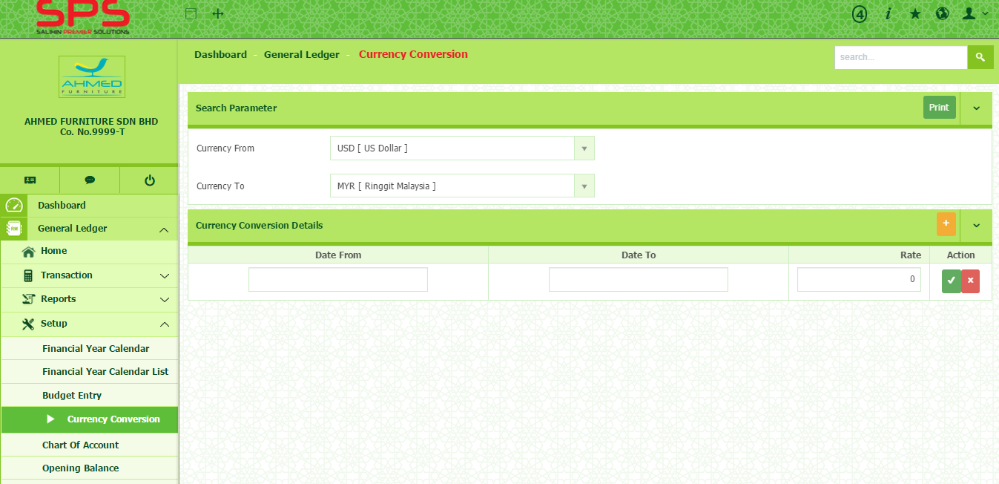 SPS
SALIHIN PREMIER SOLUTIONS
4
i
AHMED
FURNITURE
AHMED FURNITURE SDN BHD
Co. No.9999-T
Dashboard
General Ledger
RM
Home
Transaction
Reports
Setup
Financial Year Calendar
Financial Year Calendar List
Budget Entry
Currency Conversion
Chart Of Account
Opening Balance
Dashboard - General Ledger - Currency Conversion
search...
Search Parameter
Print
Currency From
USD [ US Dollar ]
Currency To
MYR [ Ringgit Malaysia ]
Currency Conversion Details
+
Date From Date To Rate Action
0